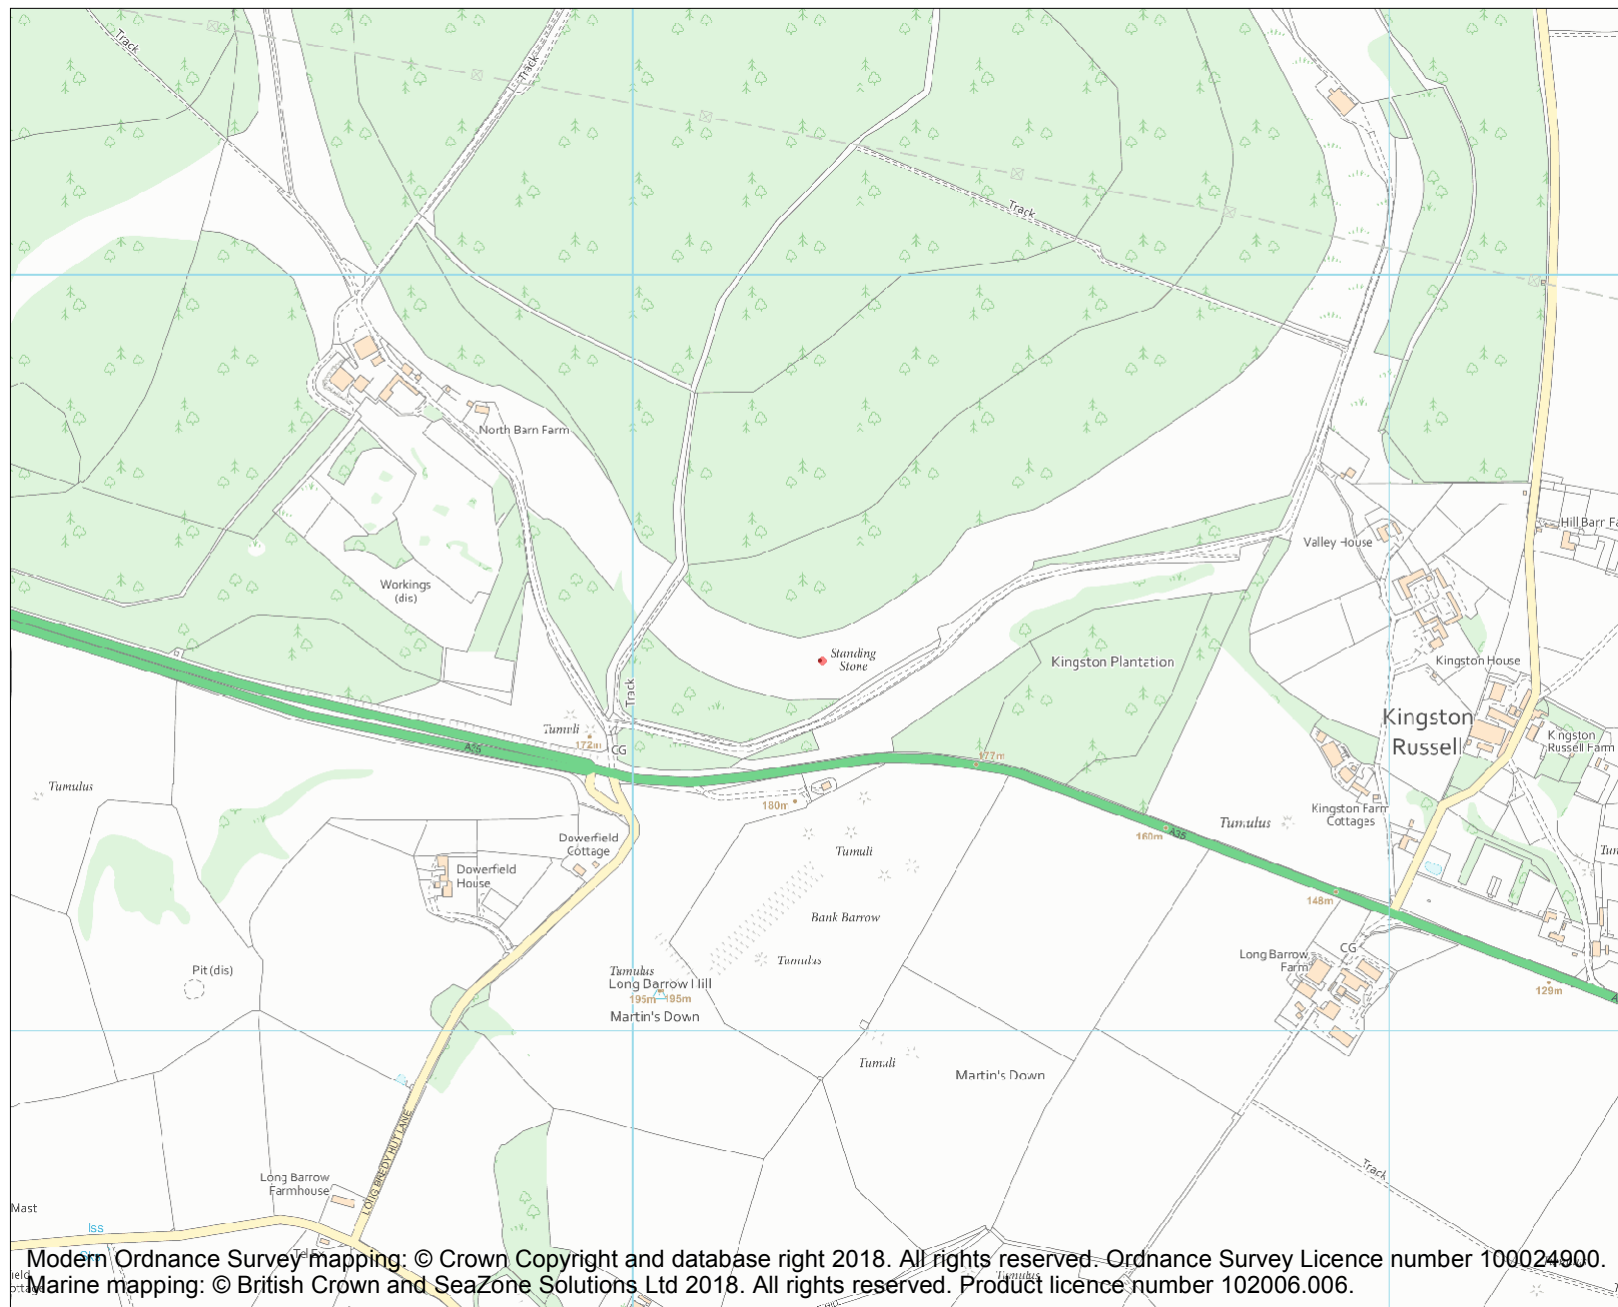 Track
Track
Track
North Barn Farm
Hill Barr Fa
Valley House
Workings
(dis)
Standing
Stone
Kingston Plantation
Kingston House
Track
Kingston
Russell
Kingston
Russell Farm
Tumuli
172m
CG
A35
177m
Tumulus
180m
Kingston Farm
Cottages
Tumulus
160m
A35
Dowerfield
Cottage
Tumuli
Tum
Dowerfield
House
148m
Bank Barrow
Long Barrow
Farm
CG
Pit (dis)
Tumulus
Tumulus
Long Barrow Hill
195m
195m
129m
A
Martin's Down
Tumuli
Martin's Down
LONG BREDY HUT LANE
Track
Long Barrow
Farmhouse
Mast
Iss
Modern Ordnance Survey mapping: © Crown Copyright and database right 2018. All rights reserved. Ordnance Survey Licence number 100024900.
Marine mapping: © British Crown and SeaZone Solutions Ltd 2018. All rights reserved. Product licence number 102006.006.
Tumulus